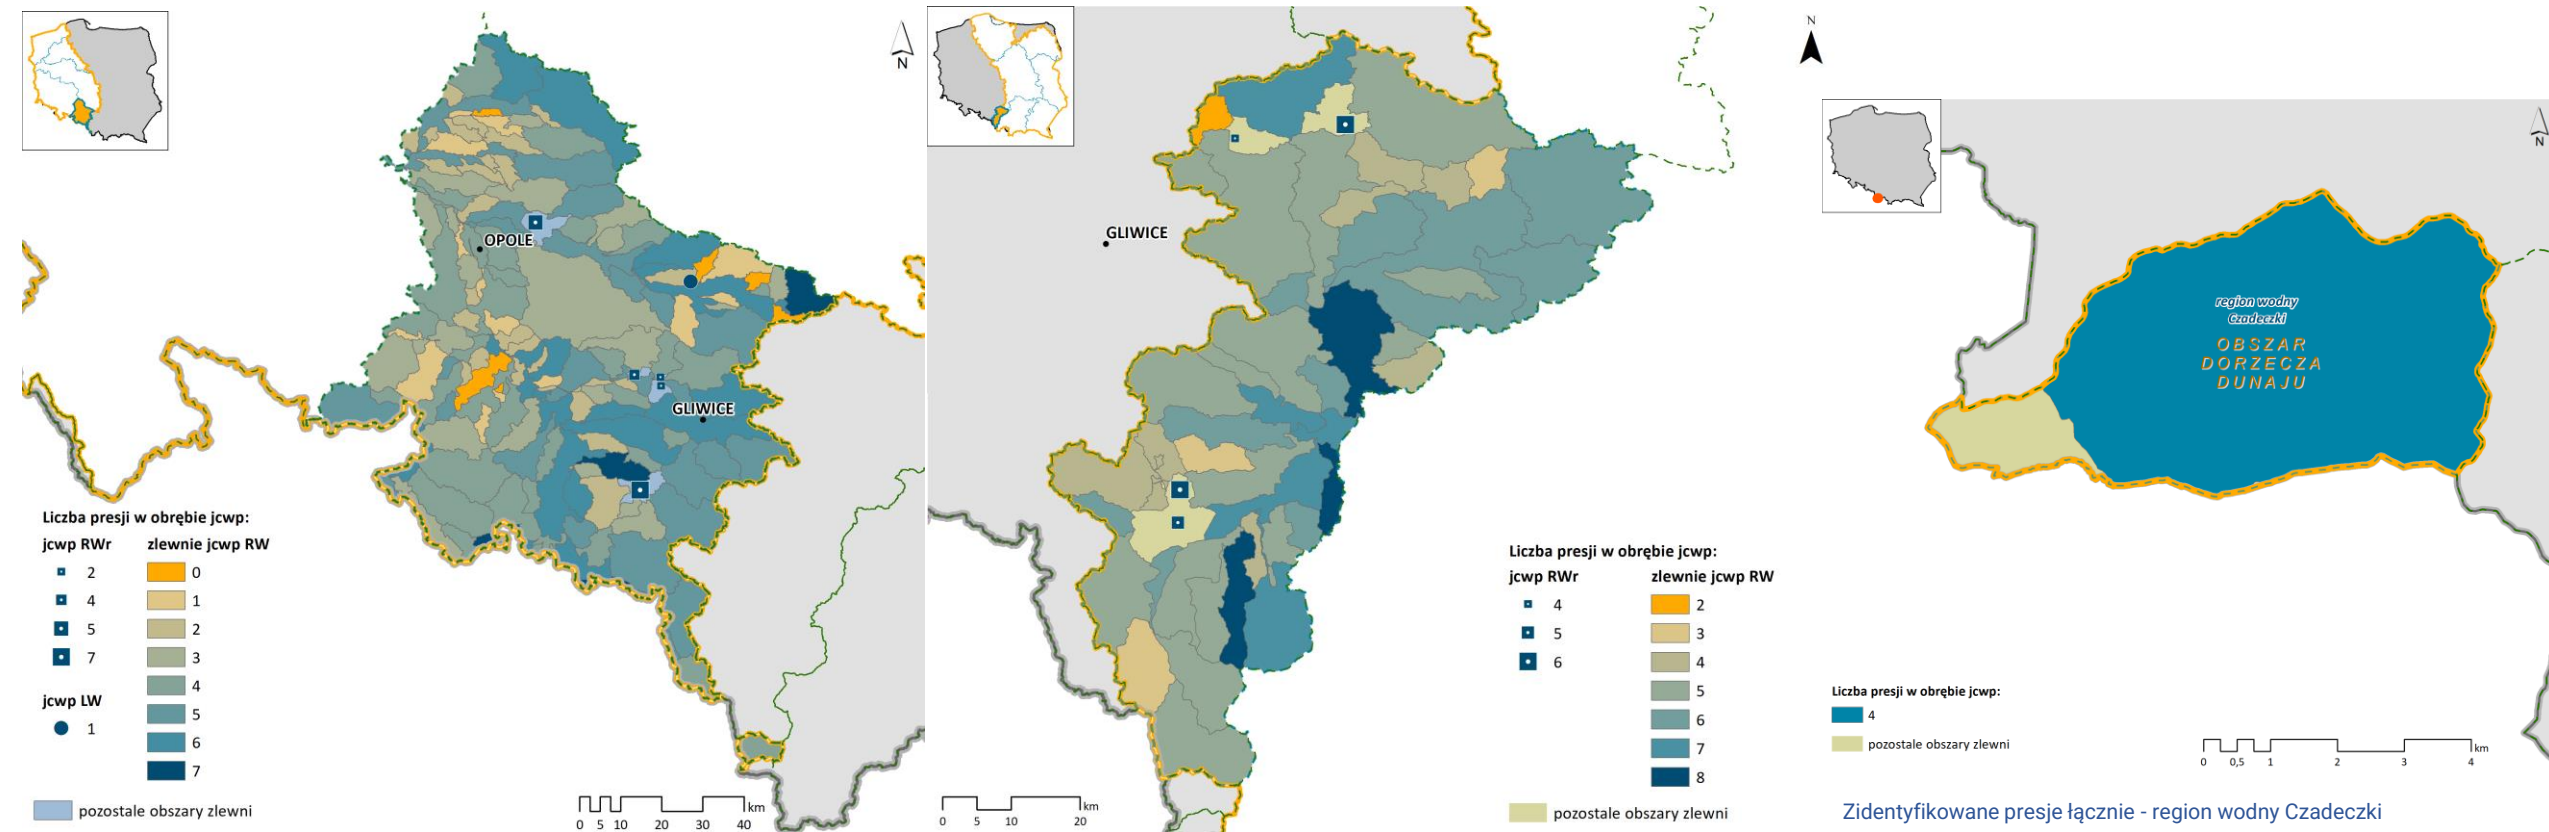 N
OPOLE
GLIWICE
Liczba presji w obrębie jcwp:
jcwp RWr
zlewnie jcwp RW
2
0
4
1
5
2
7
3
4
jcwp LW
5
1
6
7
pozostałe obszary zlewni
km
0 5 10 20 30 40
N
GLIWICE
Liczba presji w obrębie jcwp:
jcwp RWr
zlewnie jcwp RW
4
2
5
3
6
4
5
6
7
8
pozostałe obszary zlewni
km
0 5 10 20
N
N
region wodny
Czadeczki
OBSZAR
DORZECZA
DUNAJU
Liczba presji w obrębie jcwp:
4
pozostałe obszary zlewni
km
0 0,5 1 2 3 4
Zidentyfikowane presje łącznie - region wodny Czadeczki